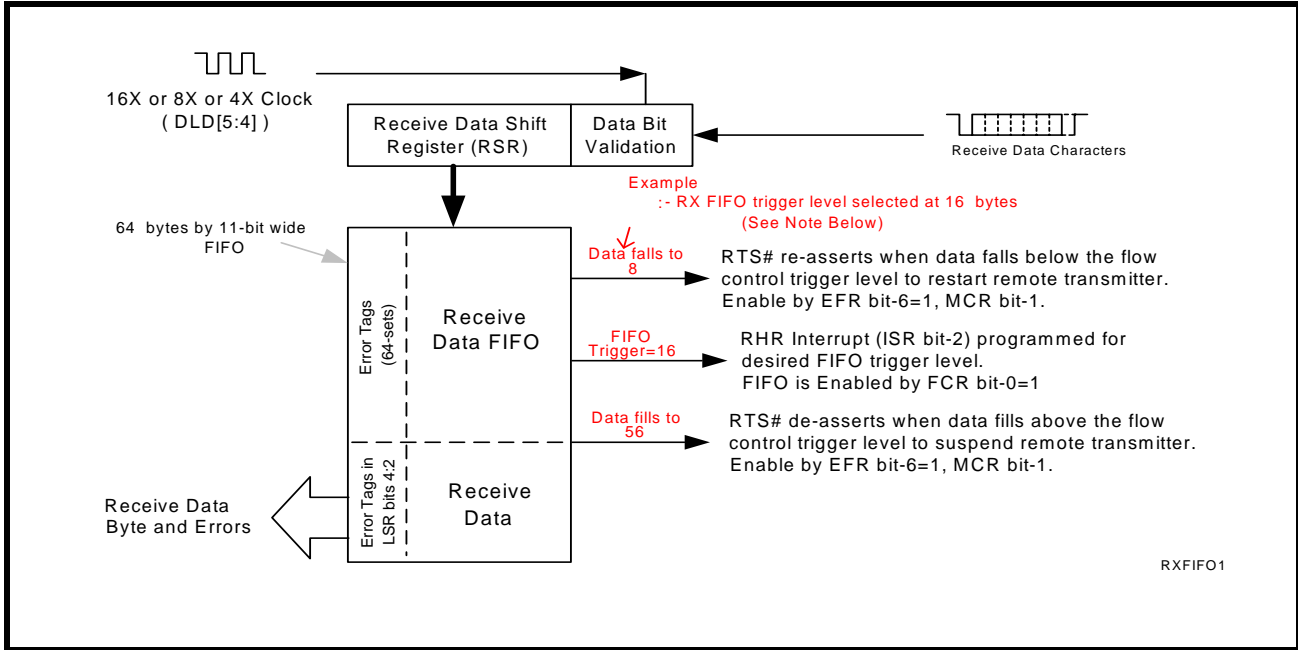 16X or 8X or 4X Clock
( DLD[5:4] )
Receive Data Shift
Register (RSR)
Data Bit
Validation
Receive Data Characters
Example
:- RX FIFO trigger level selected at 16 bytes
(See Note Below)
64 bytes by 11-bit wide
FIFO
Data falls to
8
RTS# re-asserts when data falls below the flow
control trigger level to restart remote transmitter.
Enable by EFR bit-6=1, MCR bit-1.
Error Tags
(64-sets)
Receive
Data FIFO
FIFO
Trigger=16
RHR Interrupt (ISR bit-2) programmed for
desired FIFO trigger level.
FIFO is Enabled by FCR bit-0=1
Data fills to
56
RTS# de-asserts when data fills above the flow
control trigger level to suspend remote transmitter.
Enable by EFR bit-6=1, MCR bit-1.
Error Tags in
LSR bits 4:2
Receive
Data
Receive Data
Byte and Errors
RXFIFO1